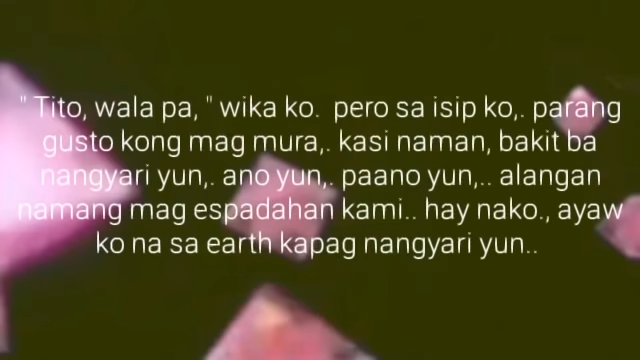 " Tito, wala pa, " wika ko.  pero sa isip ko,. parang
gusto kong mag mura,. kasi naman, bakit ba
nangyari yun,. ano yun,. paano yun,.. alangan
namang mag espadahan kami.. hay nako., ayaw
ko na sa earth kapag nangyari yun..